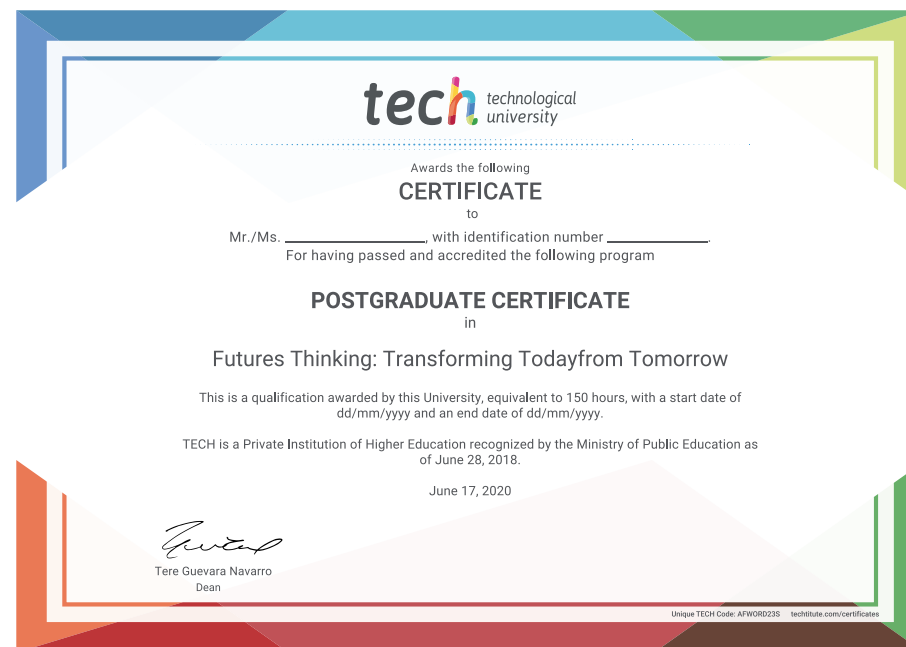 tech technological
university
Awards the following
CERTIFICATE
to
Mr./Ms. ____________________, with identification number ______________.
For having passed and accredited the following program
POSTGRADUATE CERTIFICATE
in
Futures Thinking: Transforming Todayfrom Tomorrow
This is a qualification awarded by this University, equivalent to 150 hours, with a start date of
dd/mm/yyyy and an end date of dd/mm/yyyy.
TECH is a Private Institution of Higher Education recognized by the Ministry of Public Education as
of June 28, 2018.
June 17, 2020
Tere Guevara Navarro
Dean
Unique TECH Code: AFWORD23S techtitute.com/certificates